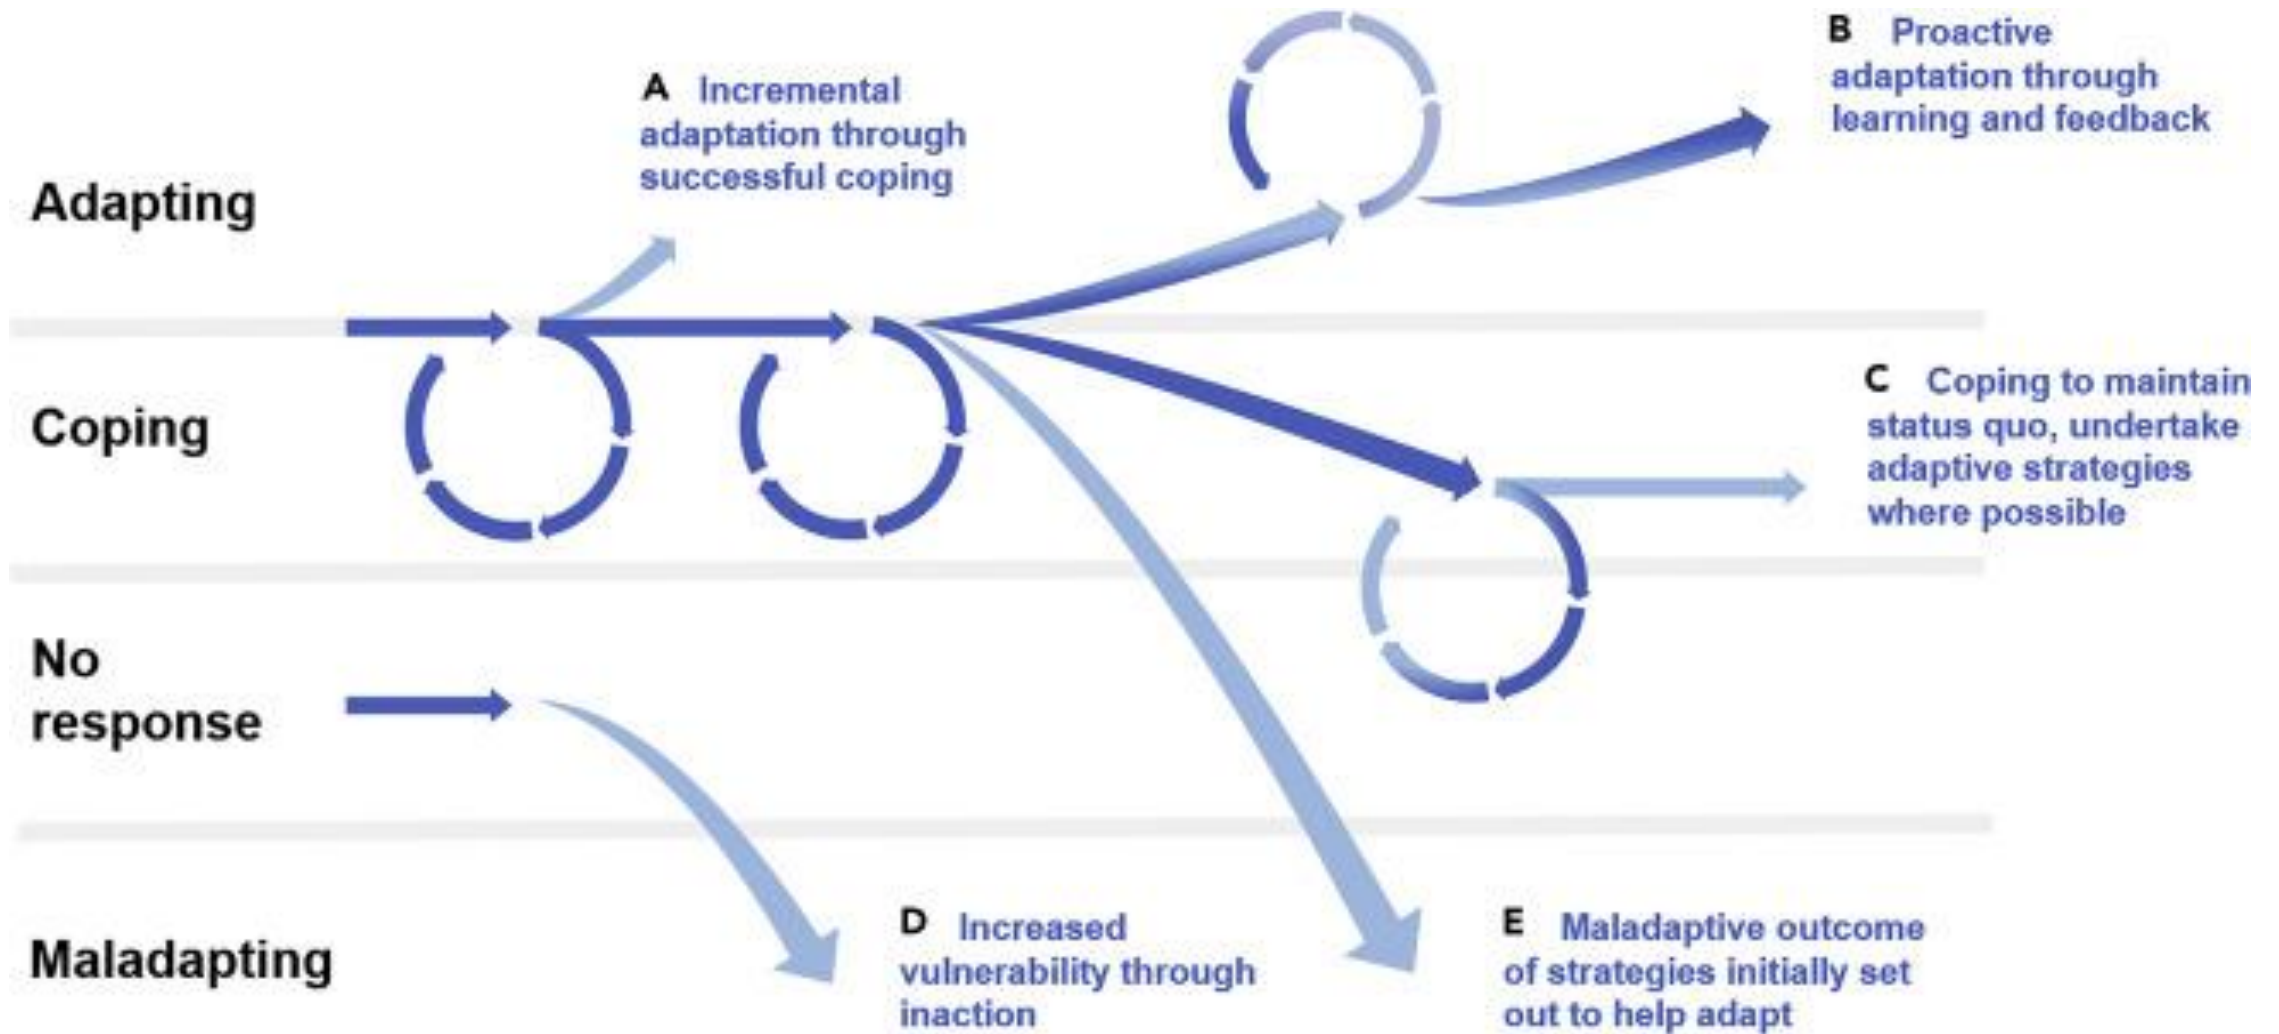 A Incremental
adaptation through
successful coping
B Proactive
adaptation through
learning and feedback
Adapting
Coping
C Coping to maintain
status quo, undertake
adaptive strategies
where possible
No
response
Maladapting
D Increased
vulnerability through
inaction
E Maladaptive outcome
of strategies initially set
out to help adapt